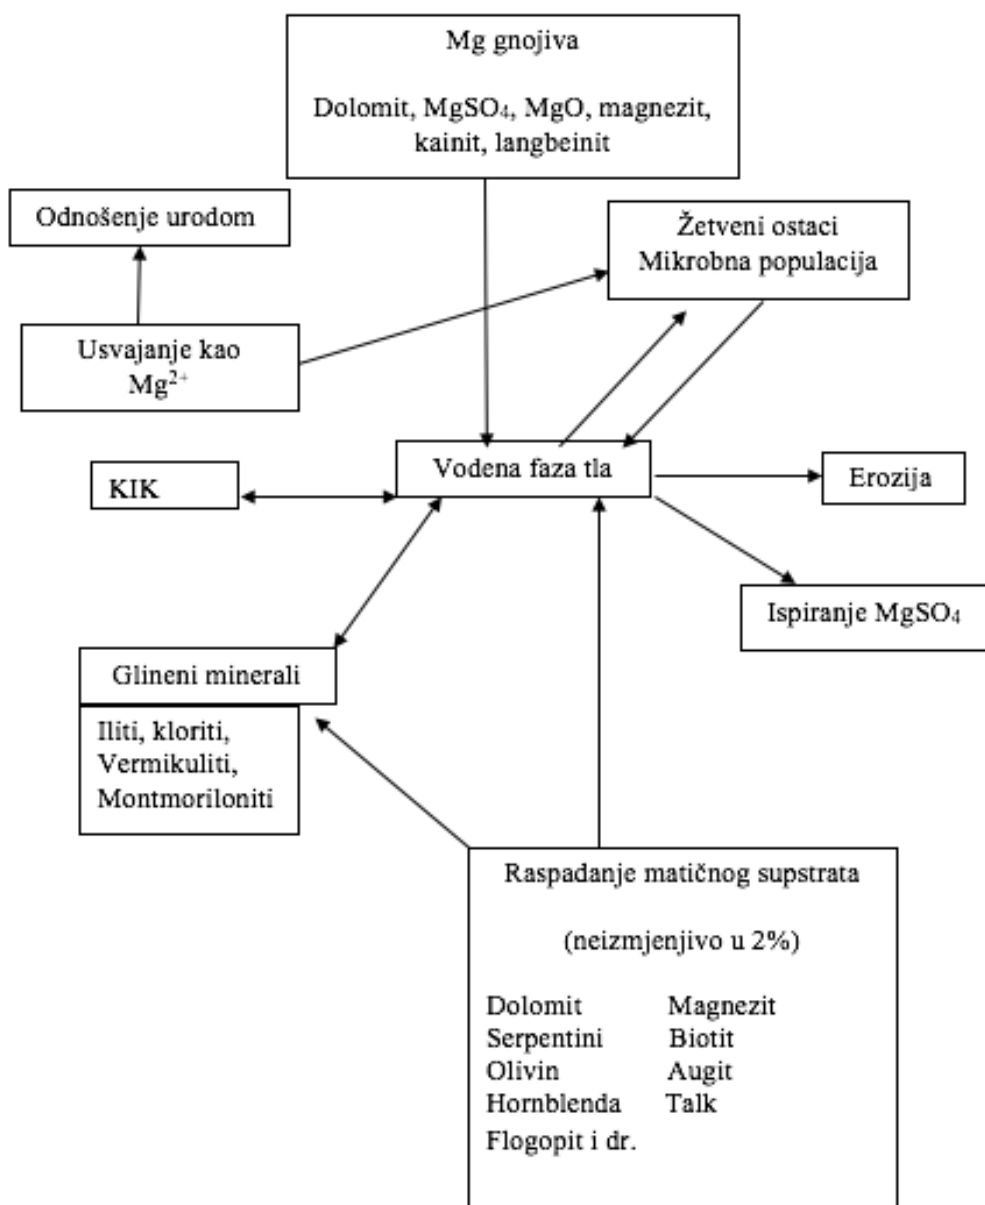 Mg gnojiva
Dolomit, MgSO₄, MgO, magnezit,
kainit, langbeinit
Odnošenje urodom
Žetveni ostaci
Mikrobna populacija
Usvajanje kao
Mg²⁺
Vodena faza tla
KIK
Erozija
Ispiranje MgSO₄
Glineni minerali
Iliti, kloriti,
Vermikuliti,
Montmoriloniti
Raspadanje matičnog supstrata
(neizmjenjivo u 2%)
Dolomit Magnezit
Serpentini Biotit
Olivin Augit
Hornblenda Talk
Flogopit i dr.